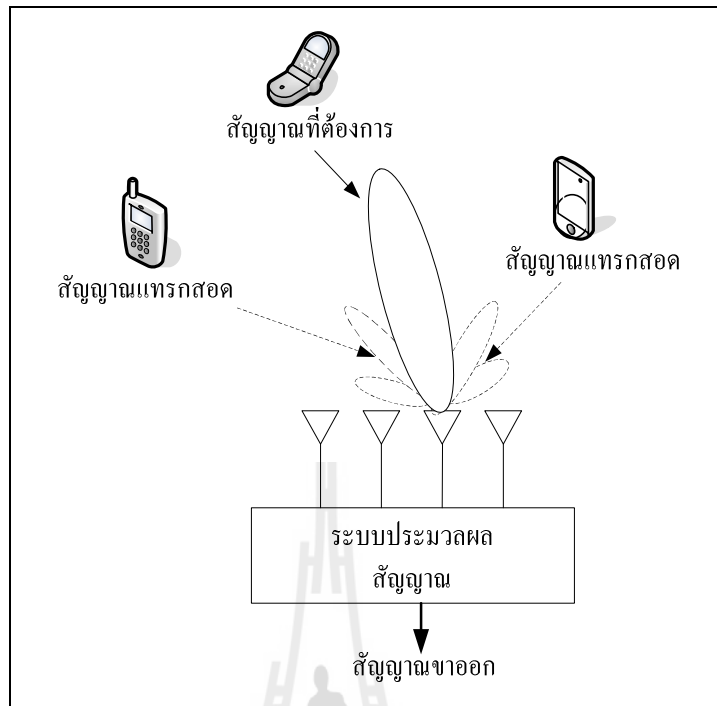 สัญญาณที่ต้องการ
สัญญาณแทรกสอด
สัญญาณแทรกสอด
ระบบประมวลผล
สัญญาณ
สัญญาณขาออก